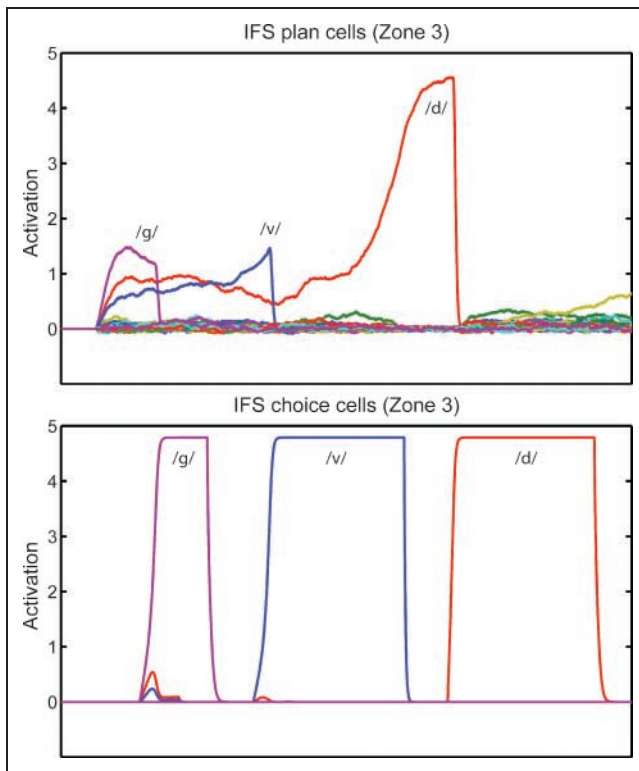 IFS plan cells (Zone 3)
5
4
3
2
1
0
Activation
/g/
/v/
/d/
IFS choice cells (Zone 3)
5
4
3
2
1
0
Activation
/g/
/v/
/d/